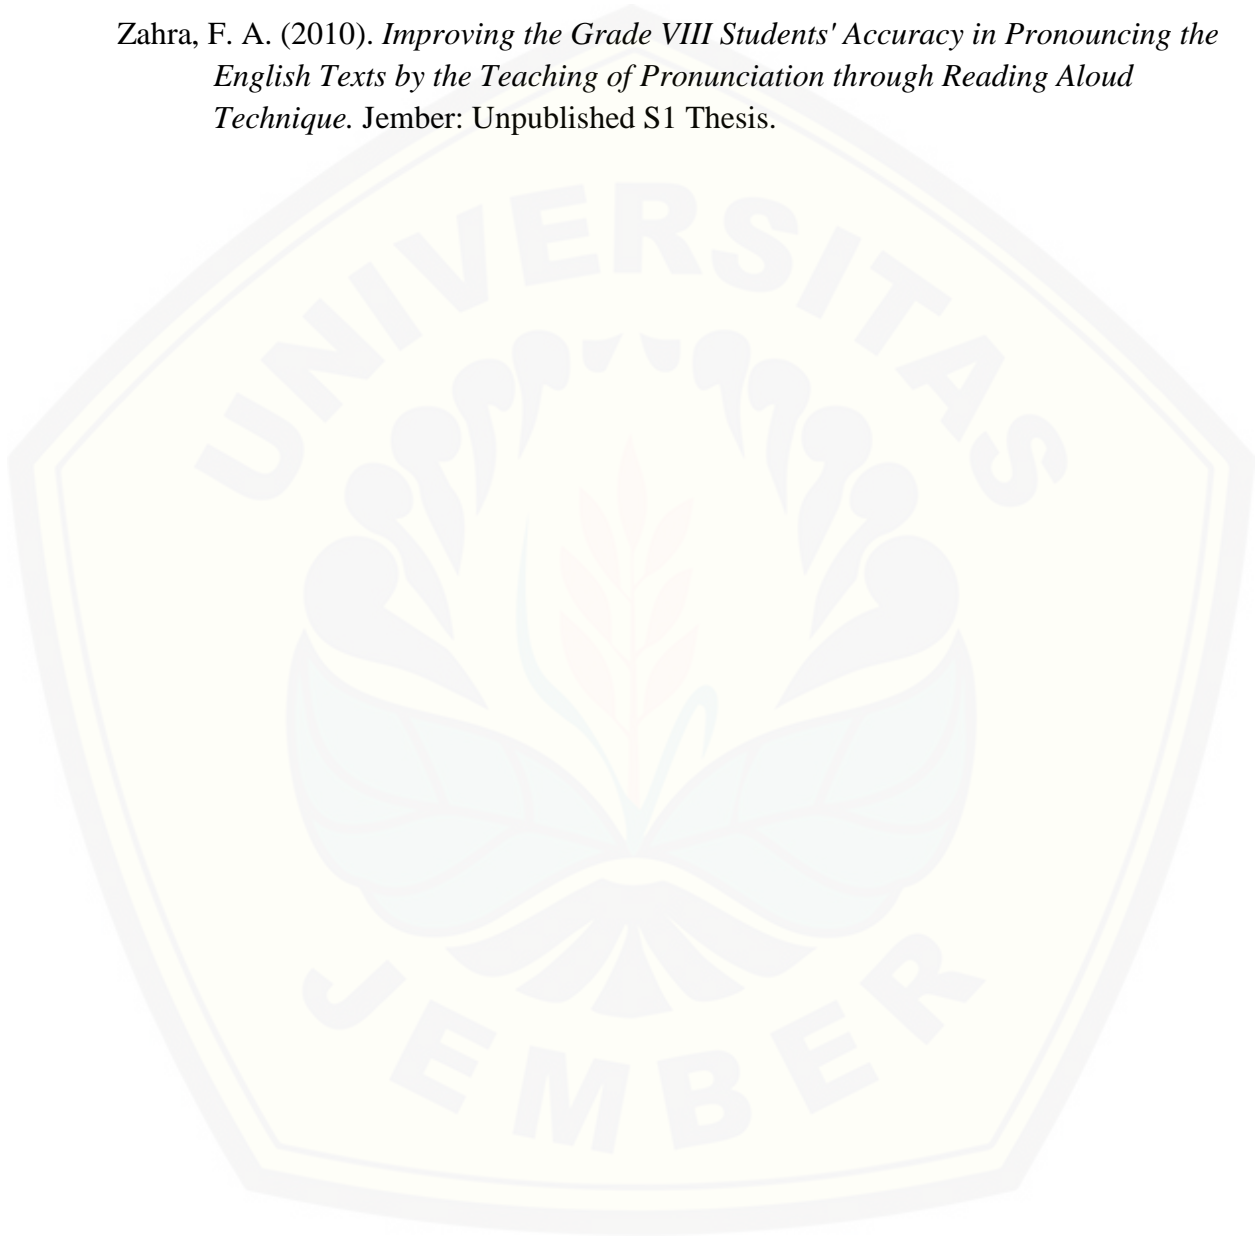 Zahra, F. A. (2010). Improving the Grade VIII Students' Accuracy in Pronouncing the
English Texts by the Teaching of Pronunciation through Reading Aloud
Technique. Jember: Unpublished S1 Thesis.
UNIVERSITAS
JEMBER